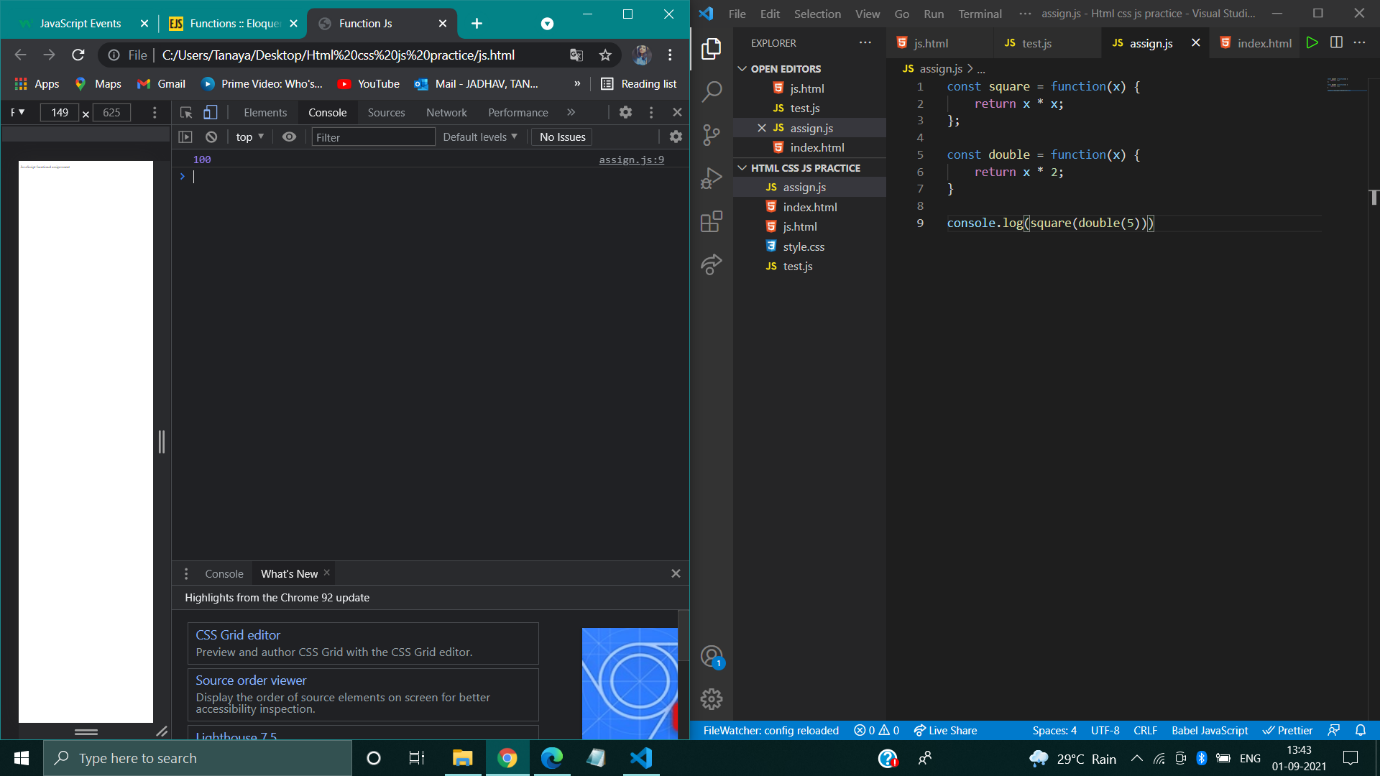 JavaScript Events
Functions :: Eloque
Function Js
File
C:/Users/Tanaya/Desktop/Html%20css%20js%20practice/js.html
Apps
Maps
Gmail
Prime Video: Who's...
YouTube
Mail - JADHAV, TAN...
»
Reading list
149 × 625
Elements
Console
Sources
Network
Performance
»
top
Filter
Default levels
No Issues
100
assign.js:9
>
Console
What's New
Highlights from the Chrome 92 update
CSS Grid editor
Preview and author CSS Grid with the CSS Grid editor.
Source order viewer
Display the order of source elements on screen for better
accessibility inspection.
Lighthouse 7.5
File Edit Selection View Go Run Terminal ··· assign.js - Html css js practice - Visual Studi...
EXPLORER ···
JS js.html
JS test.js
JS assign.js
index.html
OPEN EDITORS
js.html
JS test.js
JS assign.js
index.html
HTML CSS JS PRACTICE
JS assign.js
index.html
js.html
style.css
JS test.js
JS assign.js > ...
1 const square = function(x) {
2 return x * x;
3 };
4
5 const double = function(x) {
6 return x * 2;
7 }
8
9 console.log(square(double(5)))
1
FileWatcher: config reloaded
0 0
Live Share
Spaces: 4
UTF-8
CRLF
Babel JavaScript
Prettier
Type here to search
29°C Rain
ENG
13:43
01-09-2021